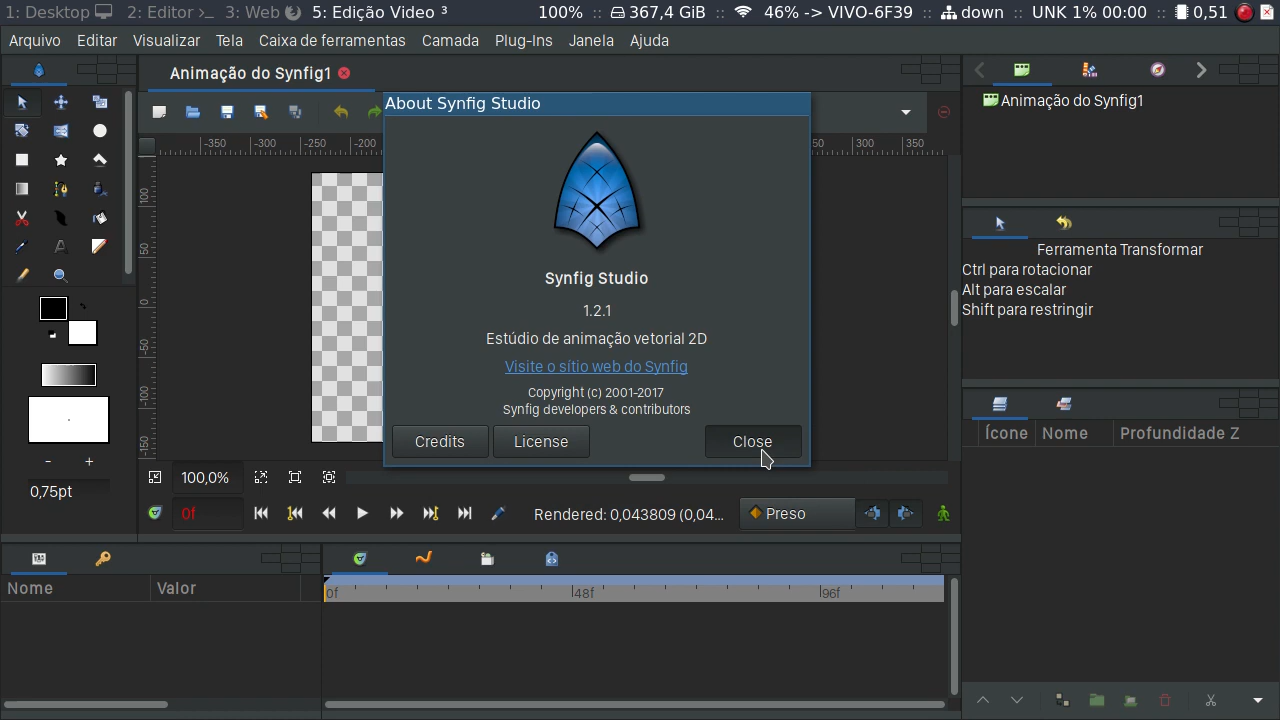 1: Desktop 2: Editor >_ 3: Web 5: Edição Video ³ 100% :: 367,4 GiB :: 46% -> VIVO-6F39 :: down :: UNK 1% 00:00 :: 0,51
Arquivo Editar Visualizar Tela Caixa de ferramentas Camada Plug-Ins Janela Ajuda
Animação do Synfig1
About Synfig Studio
Animação do Synfig1
-350 -300 -250 -200 50 300 350
100
50
0
-50
-100
-150
Synfig Studio
1.2.1
Estúdio de animação vetorial 2D
Visite o sítio web do Synfig
Copyright (c) 2001-2017
Synfig developers & contributors
Credits License Close
Ferramenta Transformar
Ctrl para rotacionar
Alt para escalar
Shift para restringir
Ícone Nome Profundidade Z
- +
0,75pt
100,0%
0f Rendered: 0,043809 (0,04... Preso
Nome Valor
0f 48f 96f